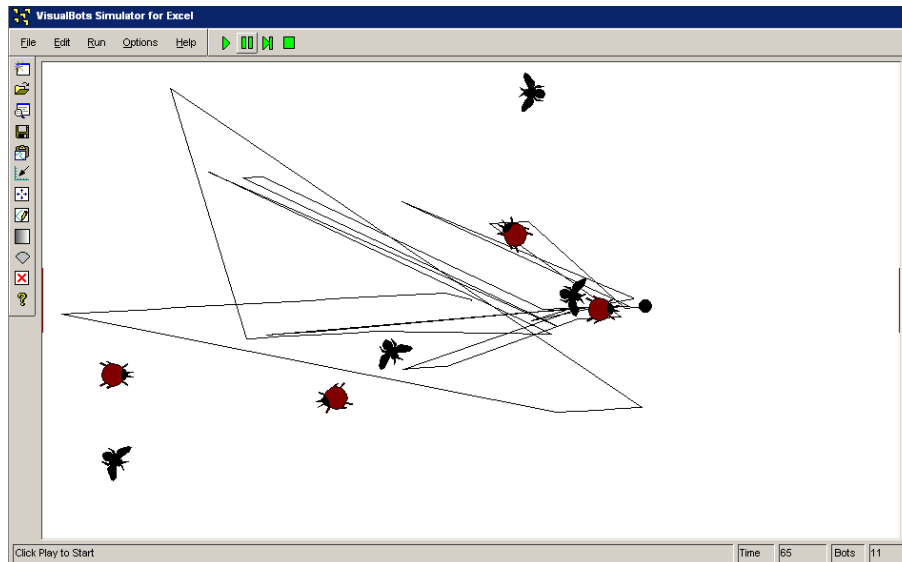 VisualBots Simulator for Excel
File Edit Run Options Help
Click Play to Start Time 65 Bots 11